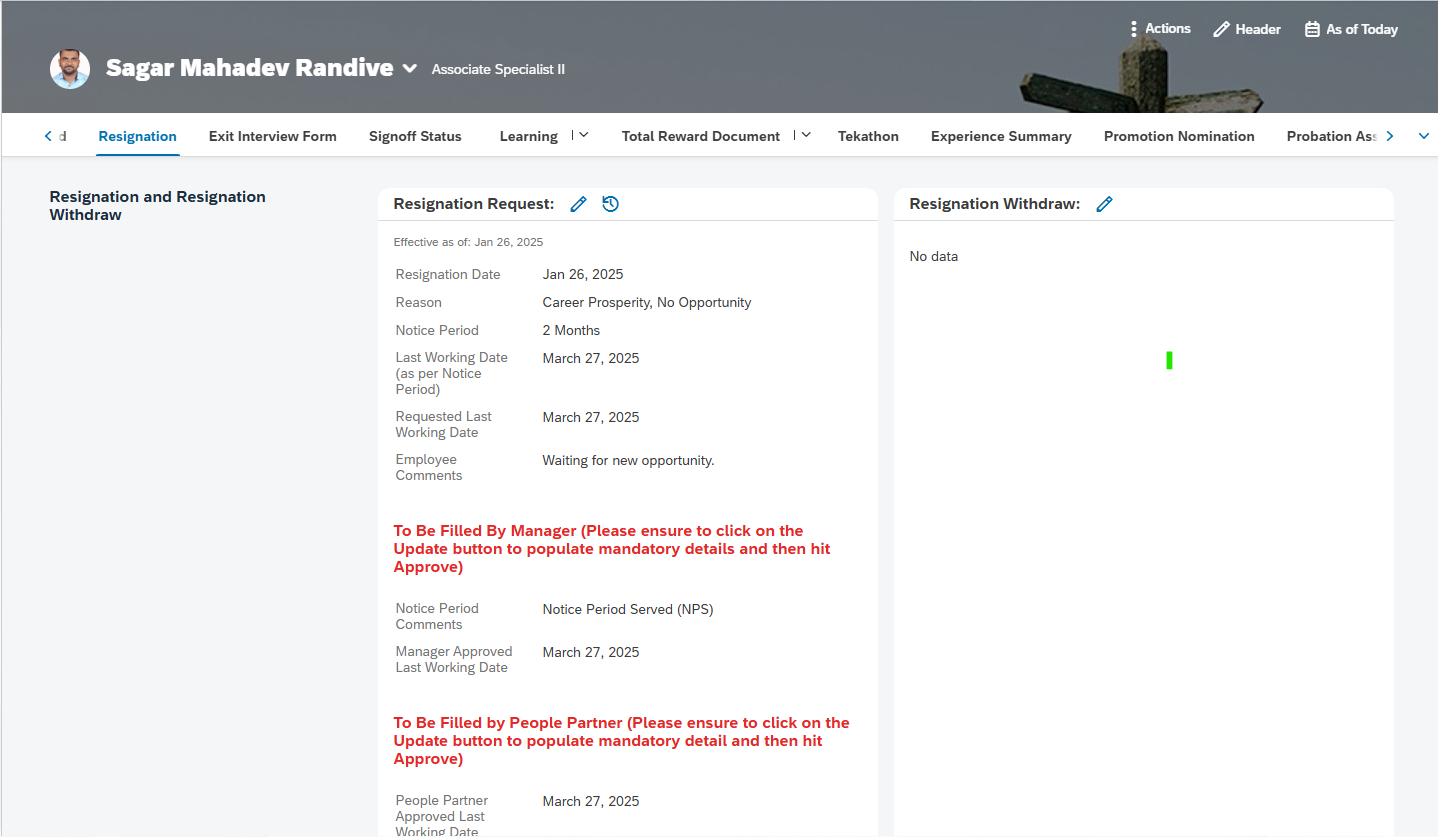 Actions
Header
As of Today
Sagar Mahadev Randive
Associate Specialist II
d
Resignation
Exit Interview Form
Signoff Status
Learning
Total Reward Document
Tekathon
Experience Summary
Promotion Nomination
Probation Ass
Resignation and Resignation
Withdraw
Resignation Request:
Effective as of: Jan 26, 2025
Resignation Date Jan 26, 2025
Reason Career Prosperity, No Opportunity
Notice Period 2 Months
Last Working Date March 27, 2025
(as per Notice
Period)
Requested Last March 27, 2025
Working Date
Employee Waiting for new opportunity.
Comments
To Be Filled By Manager (Please ensure to click on the
Update button to populate mandatory details and then hit
Approve)
Notice Period Notice Period Served (NPS)
Comments
Manager Approved March 27, 2025
Last Working Date
To Be Filled by People Partner (Please ensure to click on the
Update button to populate mandatory detail and then hit
Approve)
People Partner March 27, 2025
Approved Last
Working Date
Resignation Withdraw:
No data